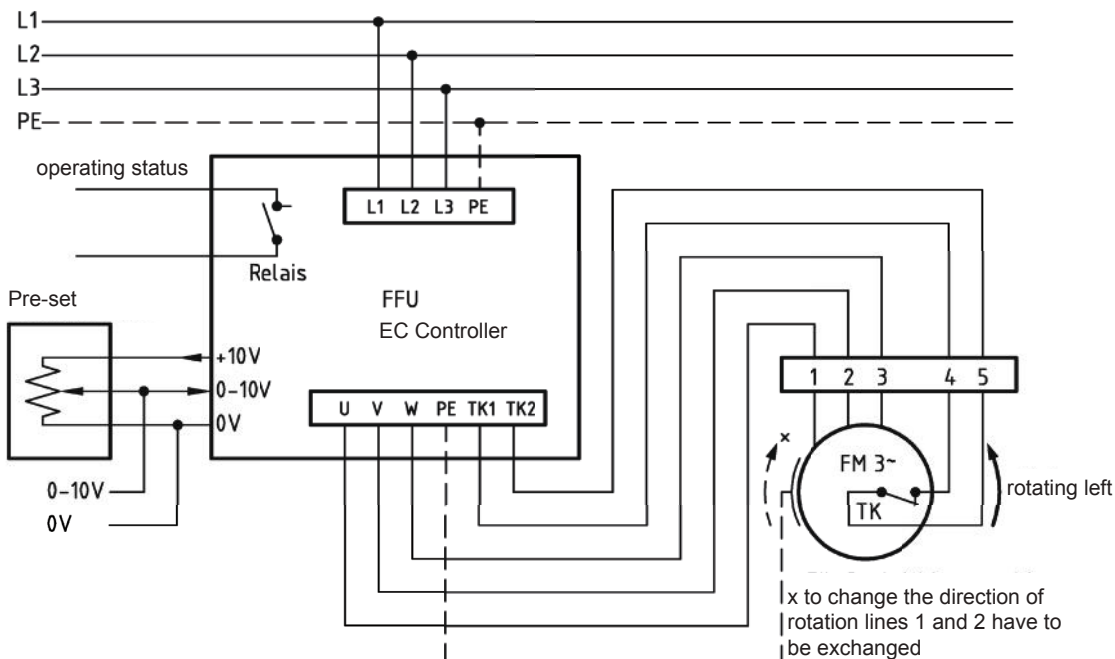 L1
L2
L3
PE
operating status
L1 L2 L3 PE
Relais
Pre-set
FFU
EC Controller
+10V
0-10V
0V
U V W PE TK1 TK2
1 2 3 4 5
x
FM 3~
TK
rotating left
0-10V
0V
x to change the direction of
rotation lines 1 and 2 have to
be exchanged